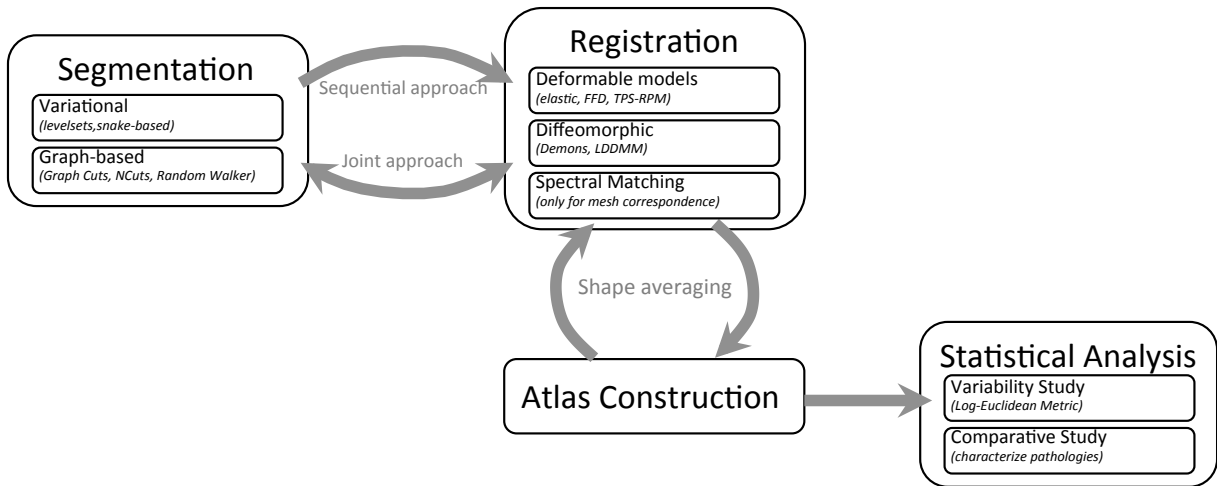 Segmentation
Variational
(levelsets,snake-based)
Graph-based
(Graph Cuts, NCuts, Random Walker)
Sequential approach
Joint approach
Registration
Deformable models
(elastic, FFD, TPS-RPM)
Diffeomorphic
(Demons, LDDMM)
Spectral Matching
(only for mesh correspondence)
Shape averaging
Atlas Construction
Statistical Analysis
Variability Study
(Log-Euclidean Metric)
Comparative Study
(characterize pathologies)